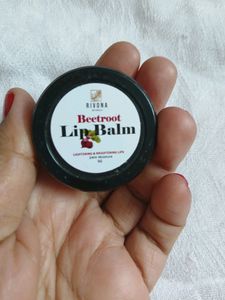 RIVONA
Beetroot
Lip Balm
LIGHTENING & BRIGHTENING LIPS